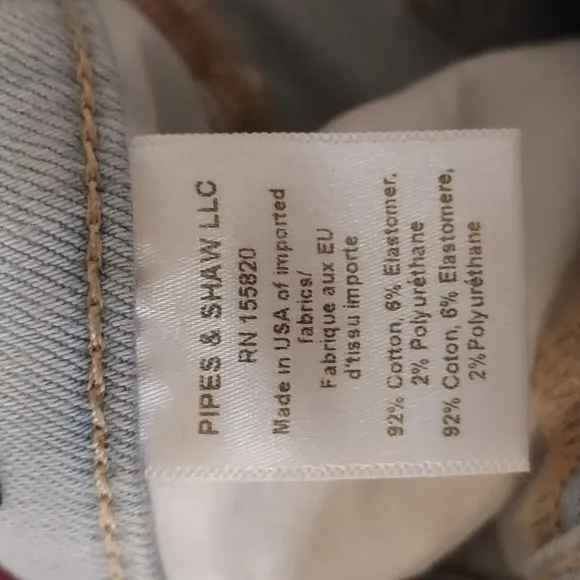 PIPES & SHAW LLC
RN 155820
Made in USA of imported
fabrics/
Fabrique aux EU
d'tissu importe
92% Cotton, 6% Elastomer,
2% Polyuréthane
92% Coton, 6% Elastomere,
2%Polyuréthane